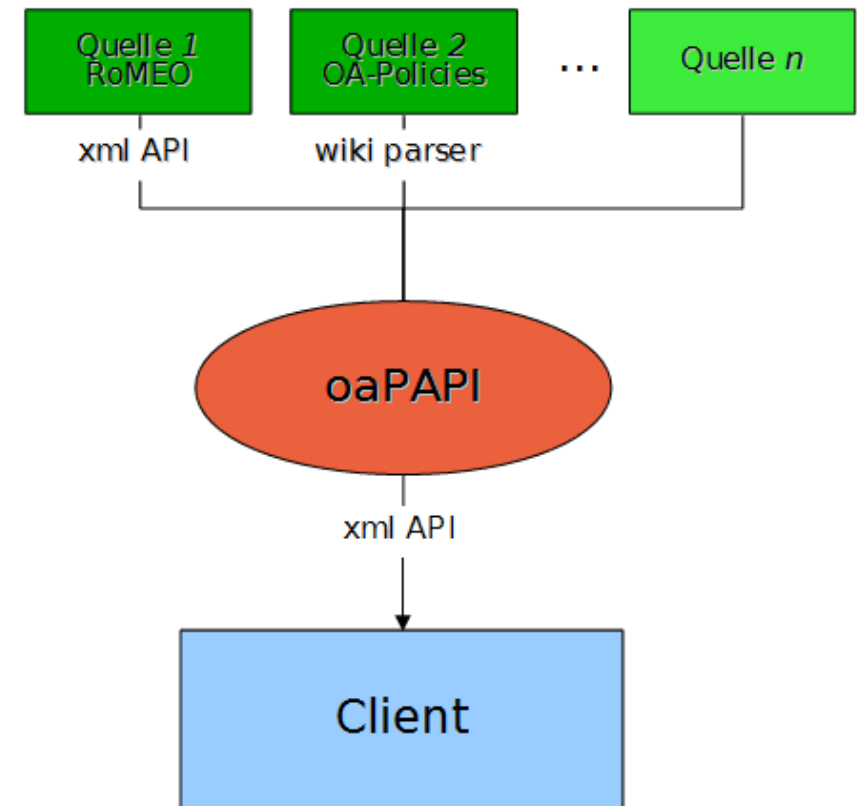 Quelle 1
RoMEO
Quelle 2
OA-Policies
...
Quelle n
xml API
wiki parser
oaPAPI
xml API
Client